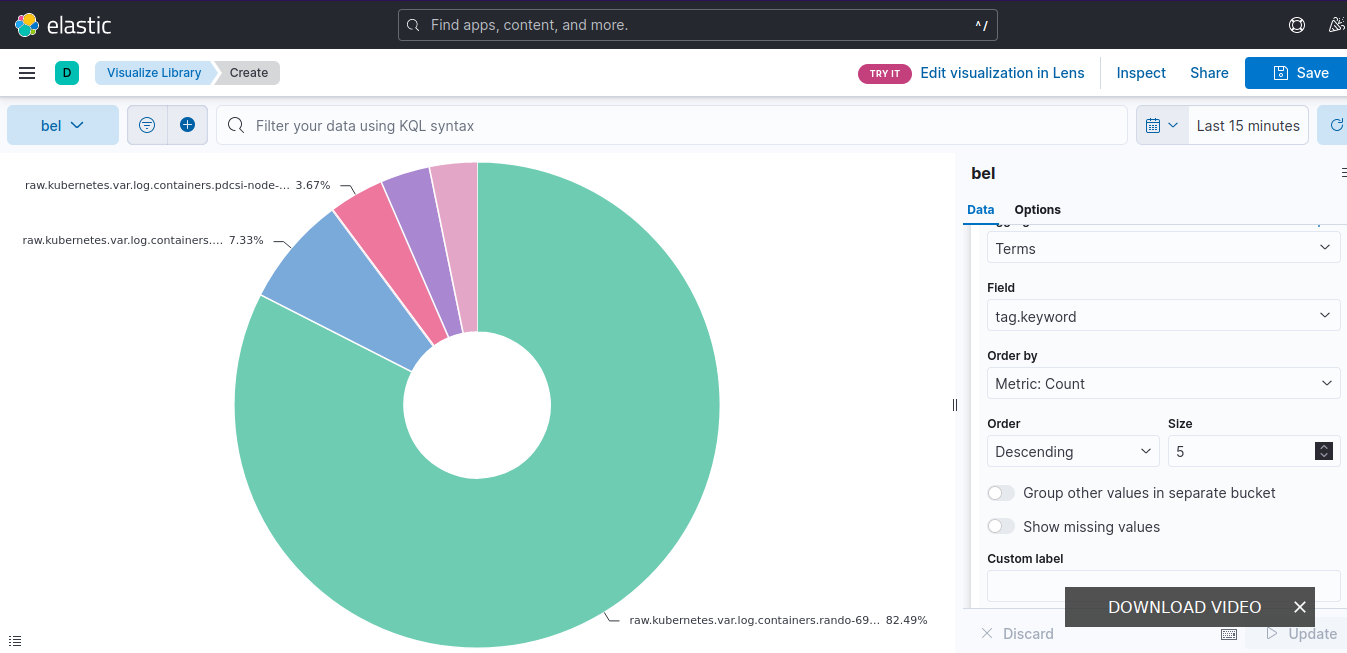 elastic
Find apps, content, and more.
^/
D
Visualize Library
Create
TRY IT
Edit visualization in Lens
Inspect
Share
Save
bel
Filter your data using KQL syntax
Last 15 minutes
raw.kubernetes.var.log.containers.pdcsi-node-... 3.67%
raw.kubernetes.var.log.containers.... 7.33%
raw.kubernetes.var.log.containers.rando-69... 82.49%
bel
Data
Options
Terms
Field
tag.keyword
Order by
Metric: Count
Order
Size
Descending
5
Group other values in separate bucket
Show missing values
Custom label
DOWNLOAD VIDEO
Discard
Update